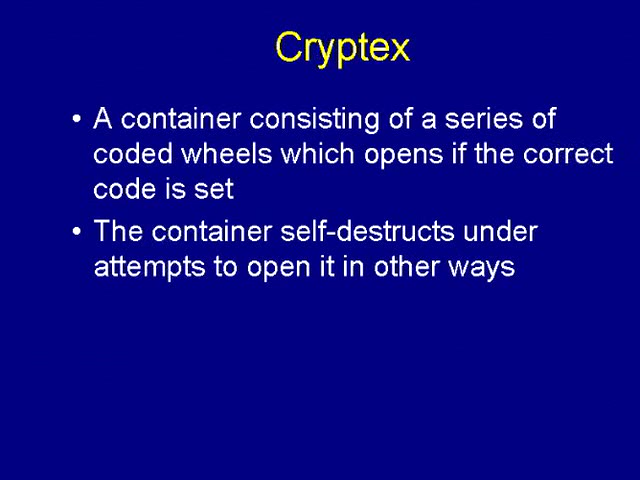 Cryptex
• A container consisting of a series of
coded wheels which opens if the correct
code is set
• The container self-destructs under
attempts to open it in other ways